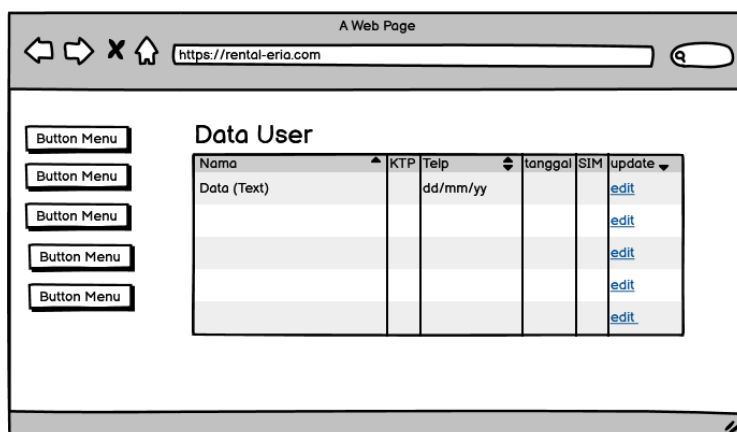 A Web Page
https://rental-eria.com
Button Menu
Button Menu
Button Menu
Button Menu
Button Menu
Data User
Nama KTP Telp tanggal SIM update
Data (Text) dd/mm/yy edit
edit
edit
edit
edit